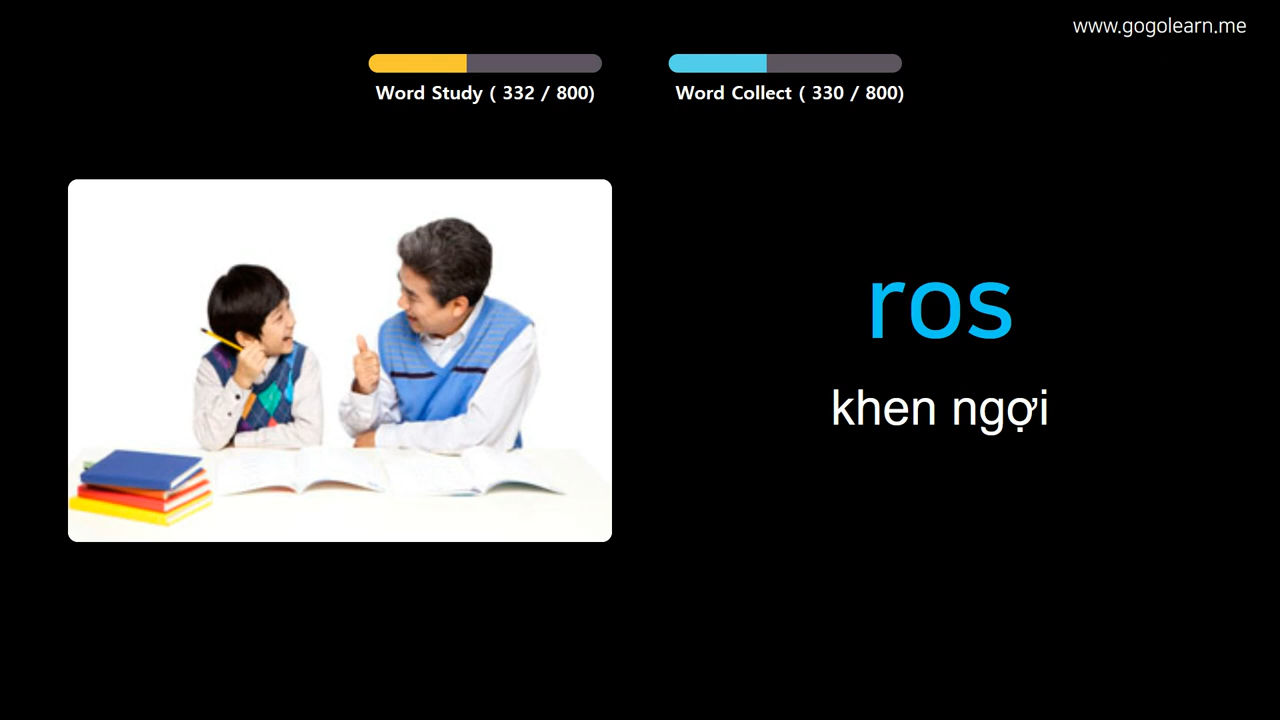 www.gogolearn.me
Word Study ( 332 / 800)
Word Collect ( 330 / 800)
ros
khen ngợi